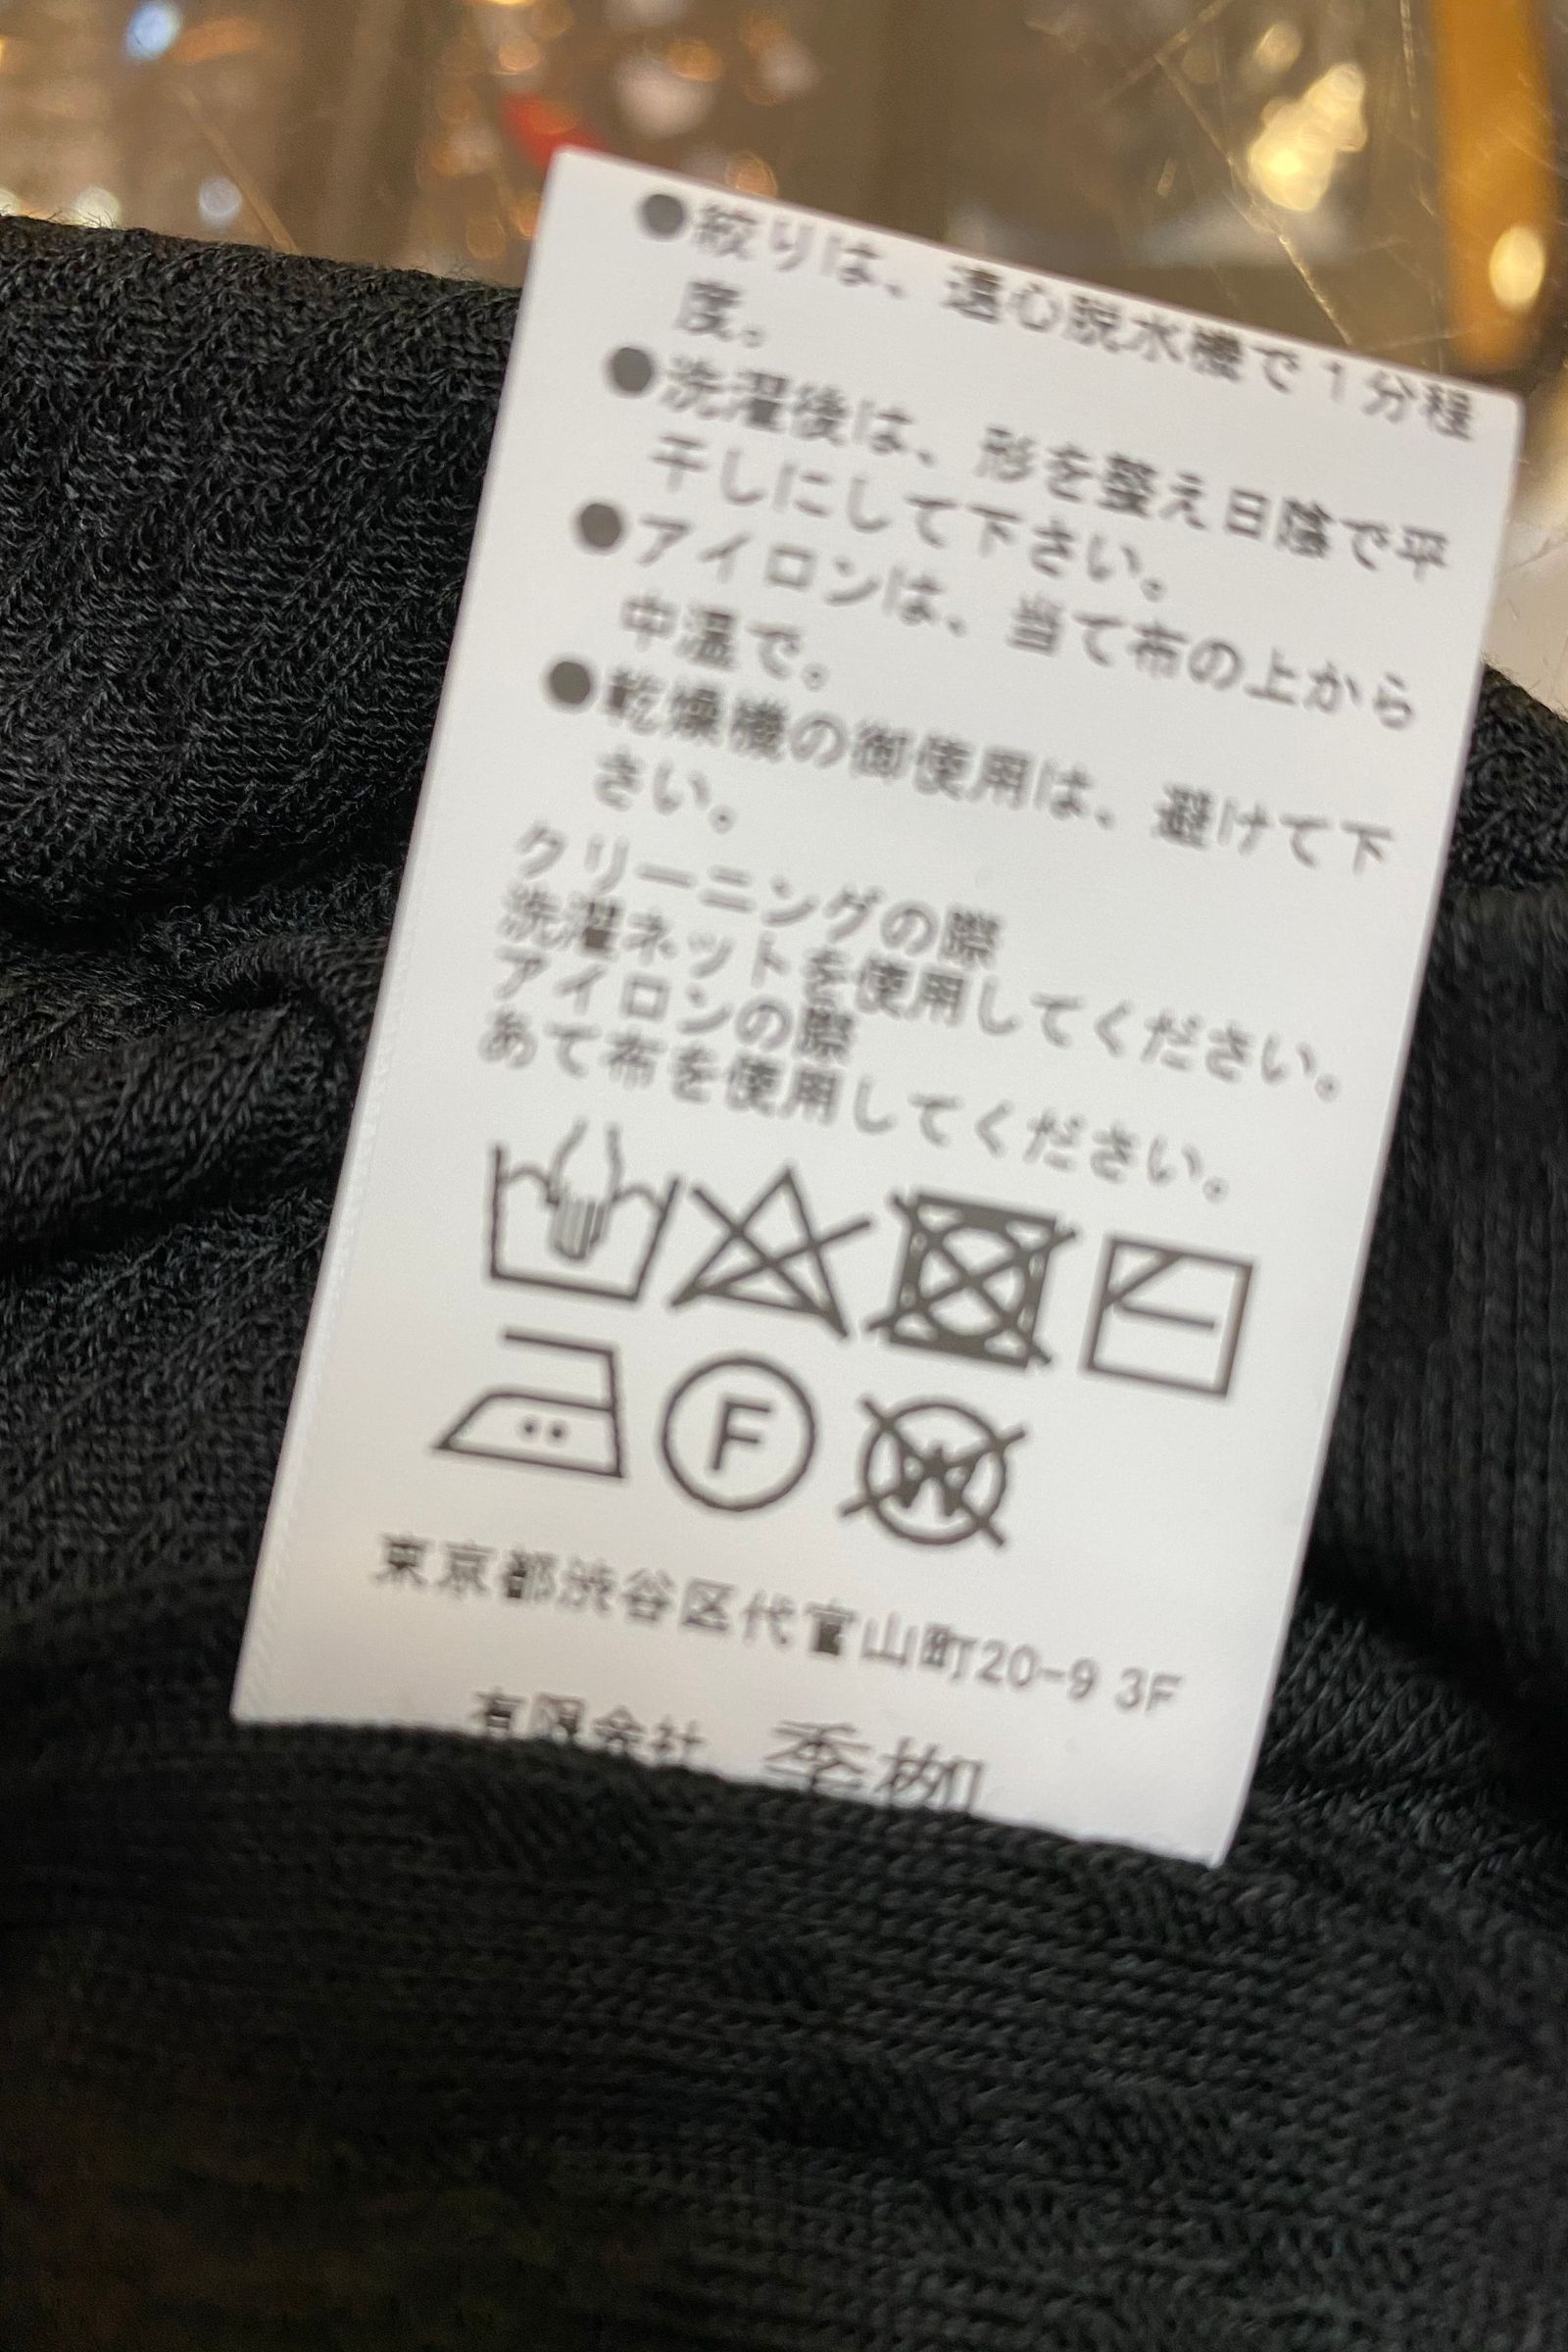 ●絞りは、遠心脱水機で1分程
度。
●洗濯後は、形を整え日陰で平
干しにして下さい。
●アイロンは、当て布の上から
中温で。
●乾燥機の御使用は、避けて下
さい。
クリーニングの際
洗濯ネットを使用してください。
アイロンの際
あて布を使用してください。
F W
東京都渋谷区代官山町20-9 3F
有限会社 季栁